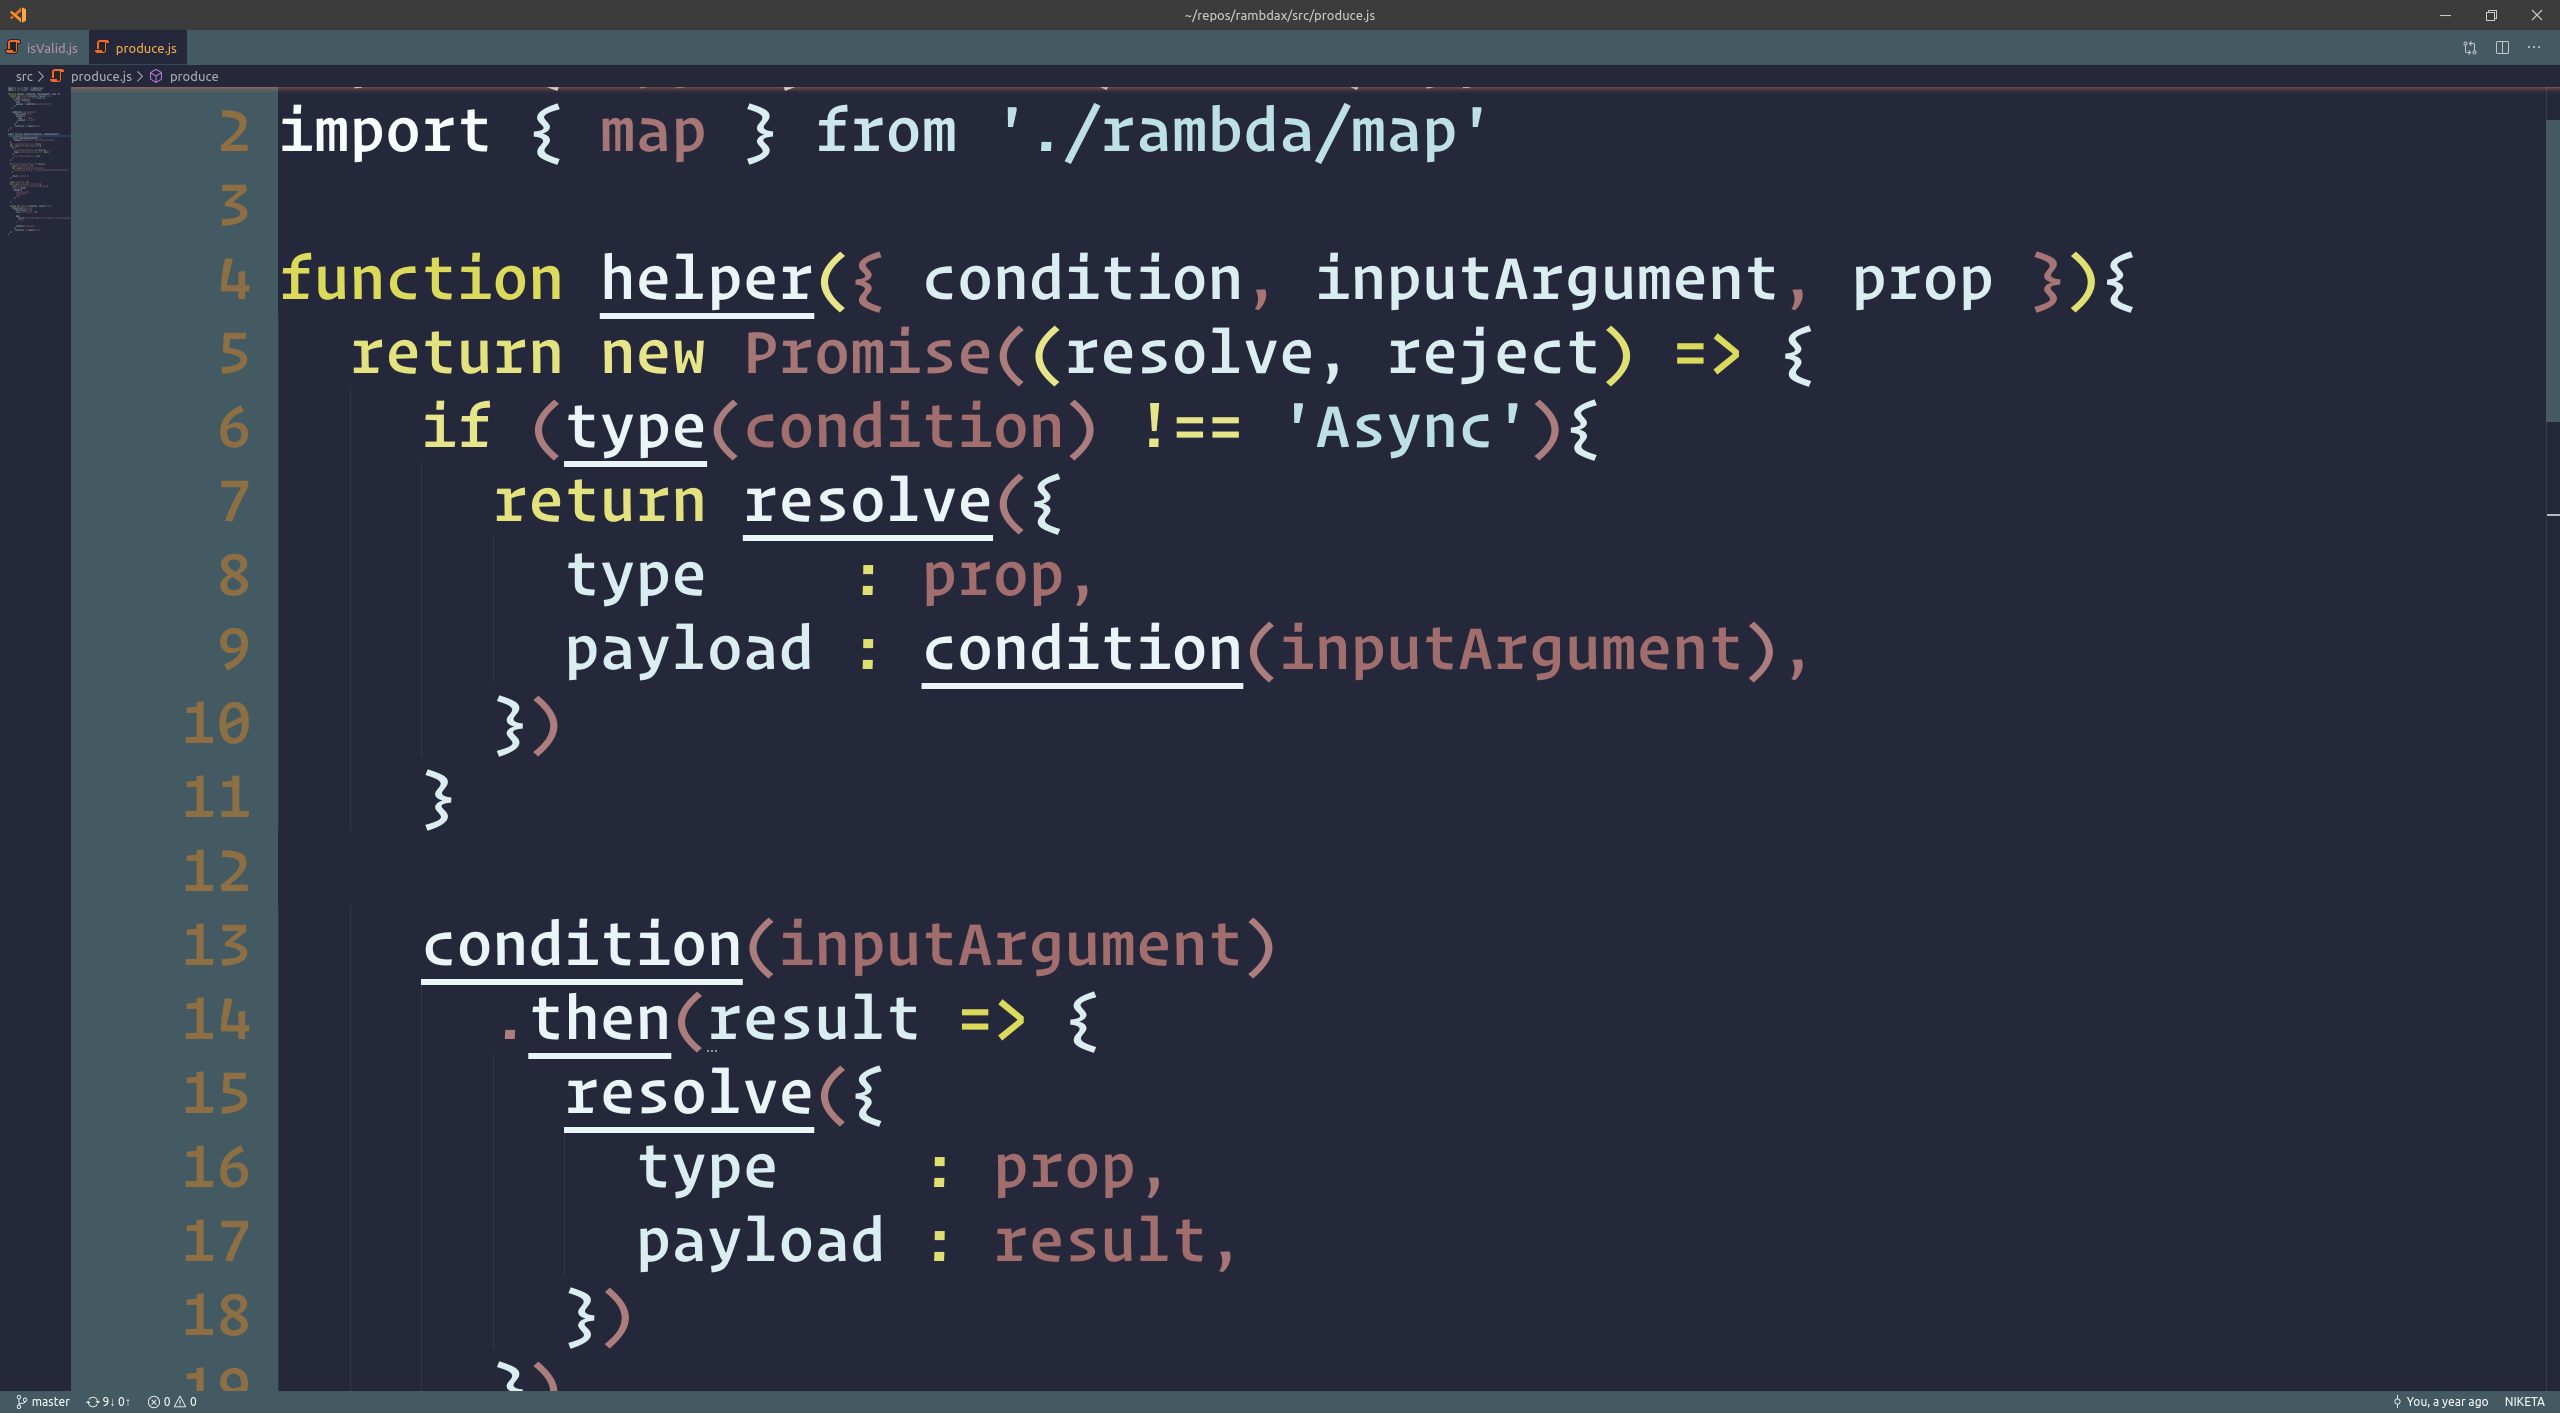 ~/repos/rambdax/src/produce.js
isValid.js
produce.js
src > produce.js > produce
2 import { map } from './rambda/map'
3
4 function helper({ condition, inputArgument, prop }){
5   return new Promise((resolve, reject) => {
6     if (type(condition) !== 'Async'){
7       return resolve({
8         type    : prop,
9         payload : condition(inputArgument),
10       })
11     }
12
13     condition(inputArgument)
14       .then(result => {
15         resolve({
16           type    : prop,
17           payload : result,
18         })
19       })
master 9↓ 0↑ 0 0
You, a year ago NIKETA